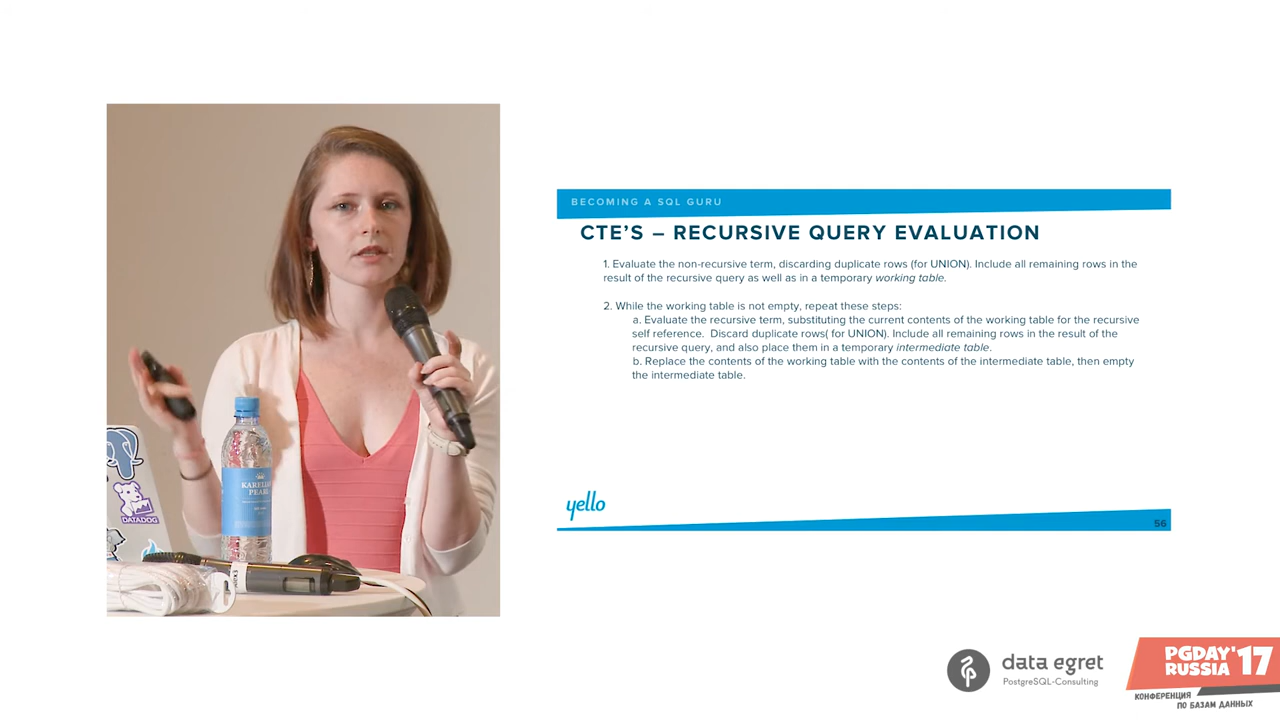 BECOMING A SQL GURU
CTE'S – RECURSIVE QUERY EVALUATION
1. Evaluate the non-recursive term, discarding duplicate rows (for UNION). Include all remaining rows in the
result of the recursive query as well as in a temporary working table.
2. While the working table is not empty, repeat these steps:
a. Evaluate the recursive term, substituting the current contents of the working table for the recursive
self reference. Discard duplicate rows( for UNION). Include all remaining rows in the result of the
recursive query, and also place them in a temporary intermediate table.
b. Replace the contents of the working table with the contents of the intermediate table, then empty
the intermediate table.
yello
56
DATADOG
data egret
PostgreSQL-Consulting
PGDAY'17
RUSSIA
КОНФЕРЕНЦИЯ
ПО БАЗАМ ДАННЫХ